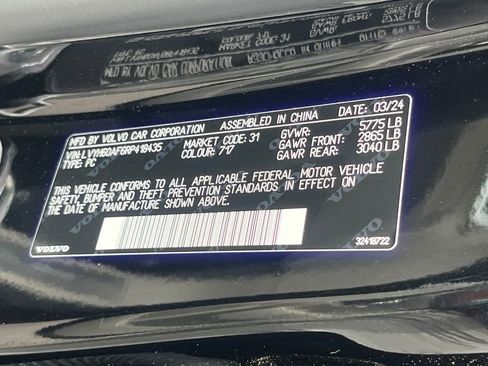 MFD BY VOLVO CAR CORPORATION ASSEMBLED IN CHINA DATE: 03/24
VIN: LVYH60AF6RP418435 MARKET CODE: 31 GVWR: 5775 LB
TYPE: PC COLOUR: 717 GAWR FRONT: 2865 LB
GAWR REAR: 3040 LB
THIS VEHICLE CONFORMS TO ALL APPLICABLE FEDERAL MOTOR VEHICLE
SAFETY, BUMPER AND THEFT PREVENTION STANDARDS IN EFFECT ON
THE DATE OF MANUFACTURE SHOWN ABOVE.
VOLVO 32419722